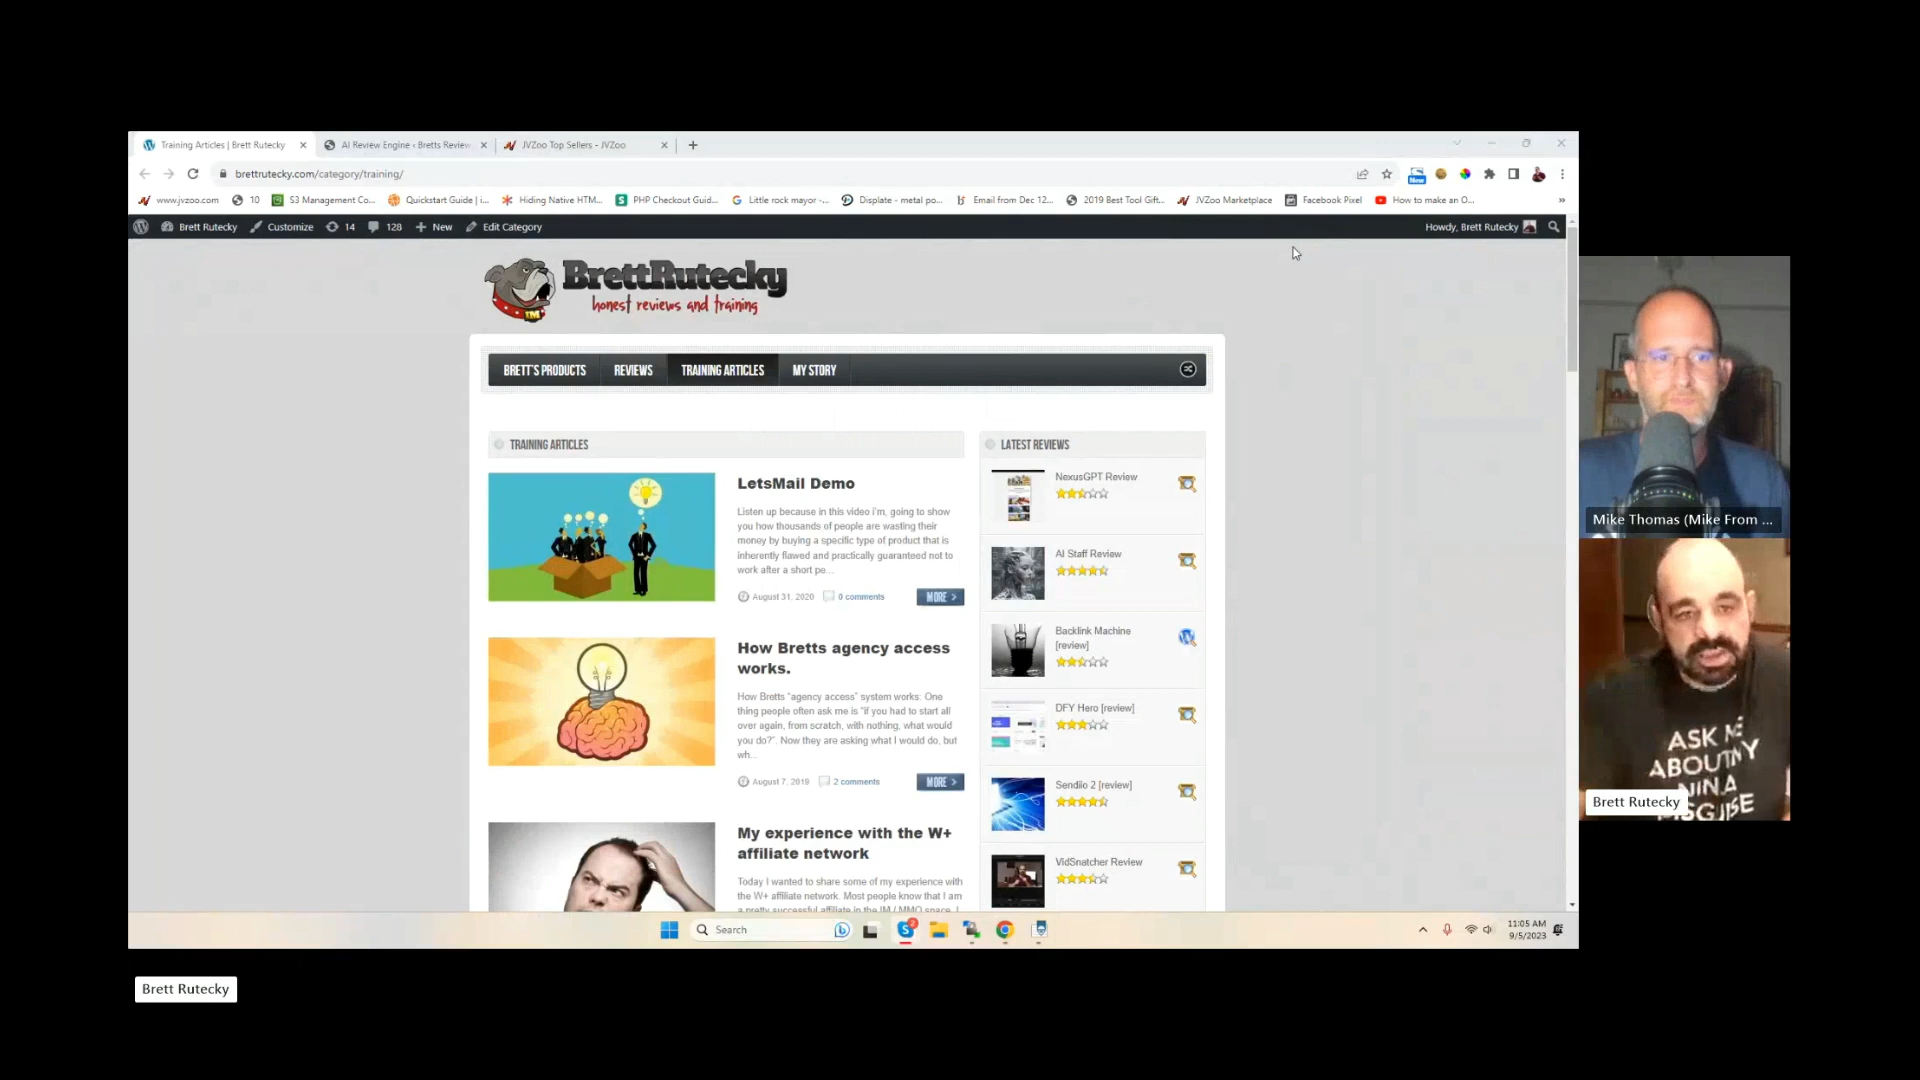 Training Articles | Brett Rutecky
AI Review Engine ‹ Bretts Review
JVZoo Top Sellers - JVZoo
brettrutecky.com/category/training/
New
www.jvzoo.com
10
S3 Management Co...
Quickstart Guide | i...
Hiding Native HTM...
PHP Checkout Guid...
Little rock mayor -...
Displate - metal po...
Email from Dec 12...
2019 Best Tool Gift...
JVZoo Marketplace
Facebook Pixel
How to make an O...
Brett Rutecky
Customize
14
128
New
Edit Category
Howdy, Brett Rutecky
BrettRutecky
honest reviews and training
IM
BRETT'S PRODUCTS
REVIEWS
TRAINING ARTICLES
MY STORY
TRAINING ARTICLES
LetsMail Demo
Listen up because in this video i'm, going to show
you how thousands of people are wasting their
money by buying a specific type of product that is
inherently flawed and practically guaranteed not to
work after a short pe...
August 31, 2020
0 comments
MORE >
How Bretts agency access
works.
How Bretts "agency access" system works: One
thing people often ask me is "if you had to start all
over again, from scratch, with nothing, what would
you do?". Now they are asking what I would do, but
wh...
August 7, 2019
2 comments
MORE >
My experience with the W+
affiliate network
Today I wanted to share some of my experience with
the W+ affiliate network. Most people know that I am
a pretty successful affiliate in the IM / MMO space. I
LATEST REVIEWS
NexusGPT Review
AI Staff Review
Backlink Machine
[review]
DFY Hero [review]
Sendiio 2 [review]
VidSnatcher Review
Mike Thomas (Mike From ...
ASK ME
ABOUT MY
NINJA
DISGUISE
Brett Rutecky
Search
2
11:05 AM
9/5/2023
Brett Rutecky